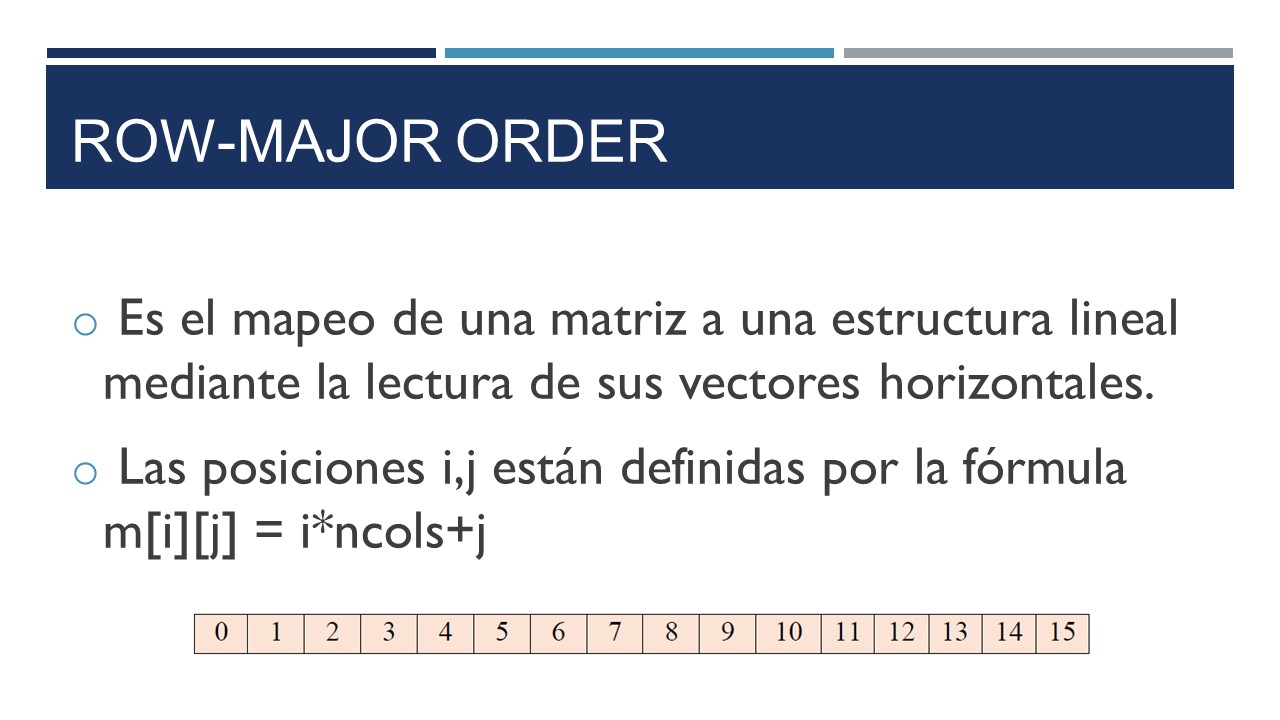 ROW-MAJOR ORDER
o Es el mapeo de una matriz a una estructura lineal
mediante la lectura de sus vectores horizontales.
o Las posiciones i,j están definidas por la fórmula
m[i][j] = i*ncols+j
0 1 2 3 4 5 6 7 8 9 10 11 12 13 14 15